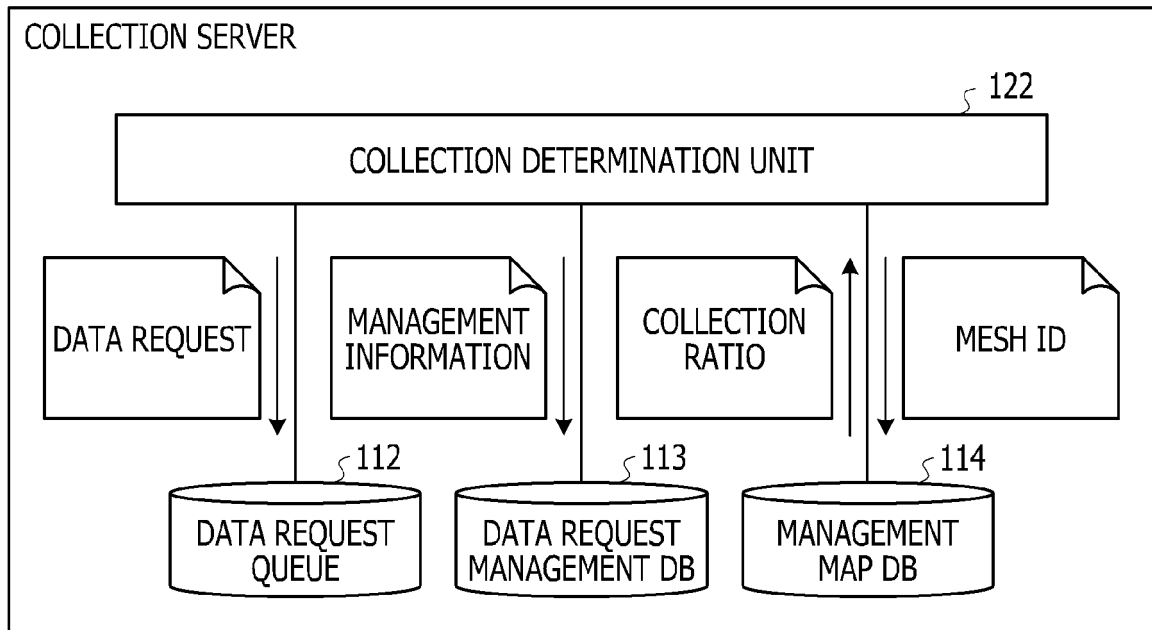 COLLECTION SERVER
122
COLLECTION DETERMINATION UNIT
DATA REQUEST
MANAGEMENT
INFORMATION
COLLECTION
RATIO
MESH ID
112
DATA REQUEST
QUEUE
113
DATA REQUEST
MANAGEMENT DB
114
MANAGEMENT
MAP DB